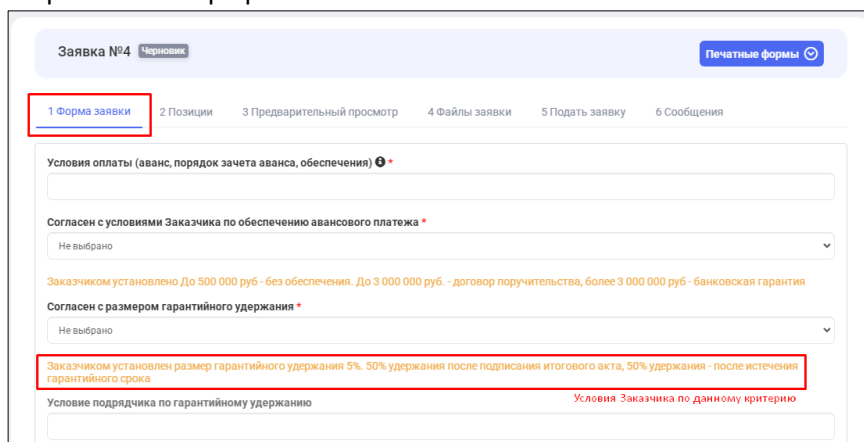 Заявка №4 Черновик
Печатные формы
1 Форма заявки 2 Позиции 3 Предварительный просмотр 4 Файлы заявки 5 Подать заявку 6 Сообщения
Условия оплаты (аванс, порядок зачета аванса, обеспечения) *
Согласен с условиями Заказчика по обеспечению авансового платежа *
Не выбрано
Заказчиком установлено До 500 000 руб - без обеспечения. До 3 000 000 руб. - договор поручительства, более 3 000 000 руб - банковская гарантия
Согласен с размером гарантийного удержания *
Не выбрано
Заказчиком установлен размер гарантийного удержания 5%. 50% удержания после подписания итогового акта, 50% удержания - после истечения
гарантийного срока
Условия Заказчика по данному критерию
Условие подрядчика по гарантийному удержанию